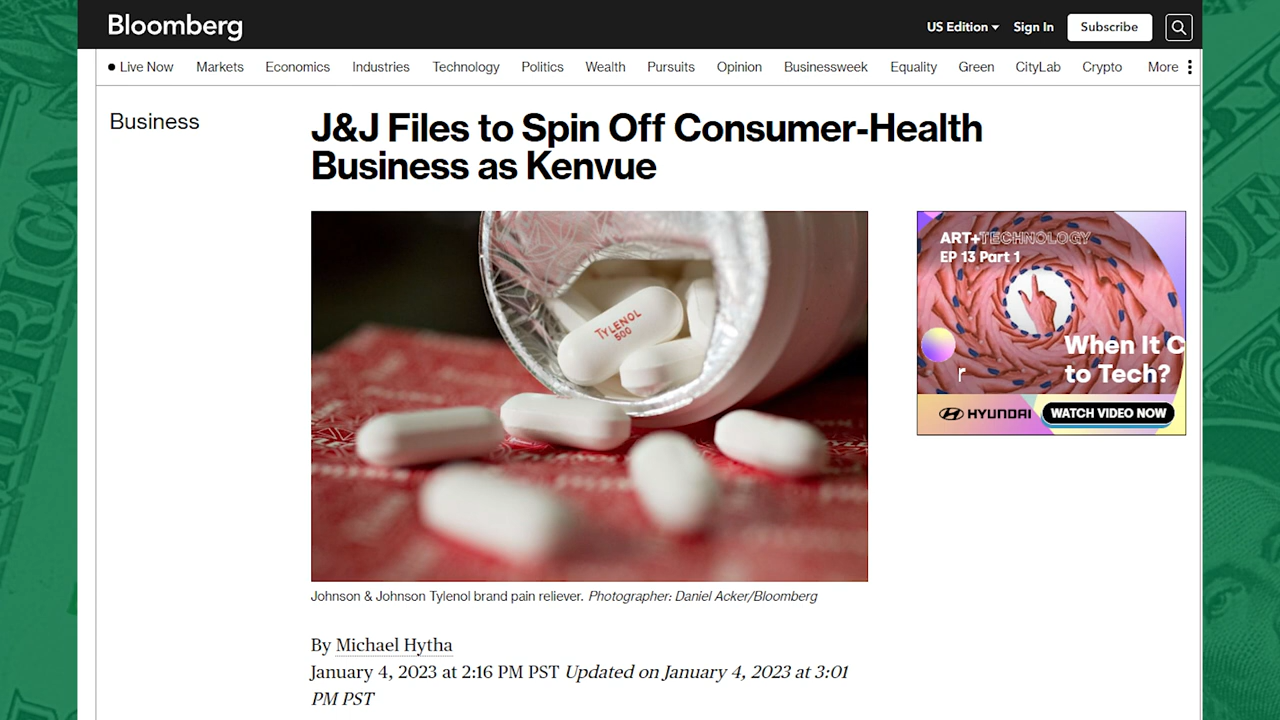 Bloomberg
US Edition Sign In Subscribe
Live Now Markets Economics Industries Technology Politics Wealth Pursuits Opinion Businessweek Equality Green CityLab Crypto More
Business
J&J Files to Spin Off Consumer-Health
Business as Kenvue
TYLENOL
500
ART+TECHNOLOGY
EP 13 Part 1
When It C
to Tech?
HYUNDAI WATCH VIDEO NOW
Johnson & Johnson Tylenol brand pain reliever. Photographer: Daniel Acker/Bloomberg
By Michael Hytha
January 4, 2023 at 2:16 PM PST Updated on January 4, 2023 at 3:01
PM PST